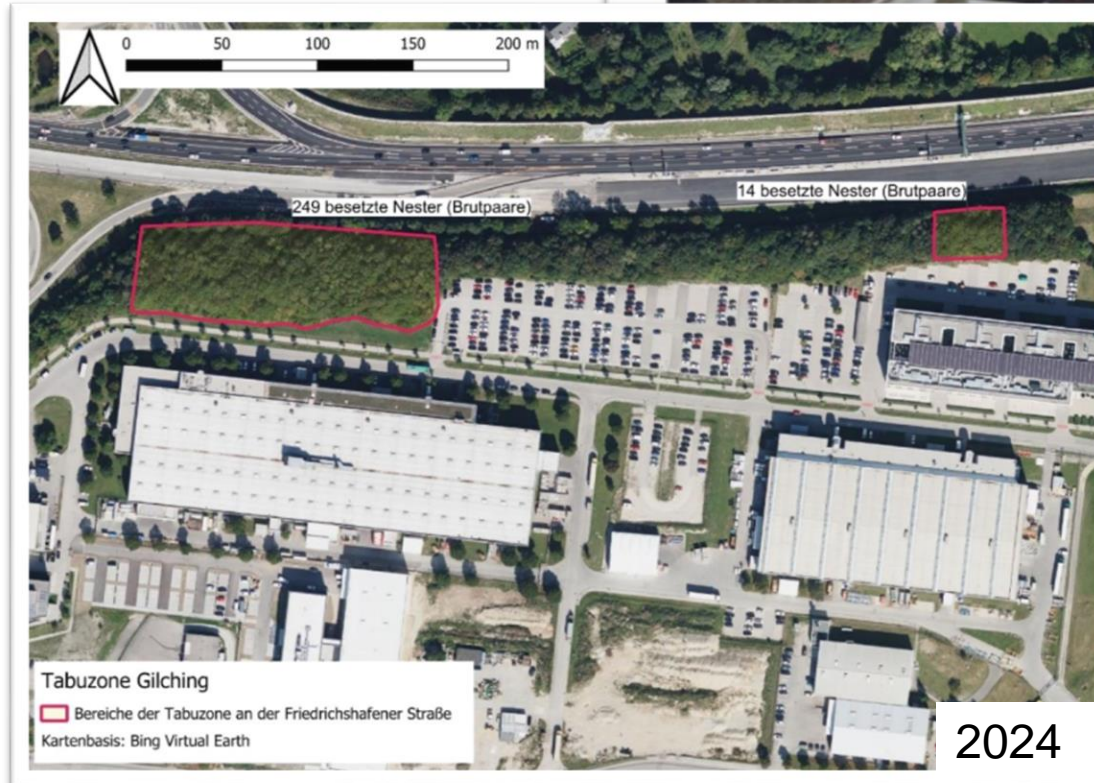 0 50 100 150 200 m
249 besetzte Nester (Brutpaare)
14 besetzte Nester (Brutpaare)
Tabuzone Gilching
Bereiche der Tabuzone an der Friedrichshafener Straße
Kartenbasis: Bing Virtual Earth
2024